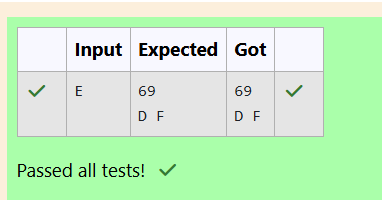 Input Expected Got
E 69 69
D F D F
Passed all tests!